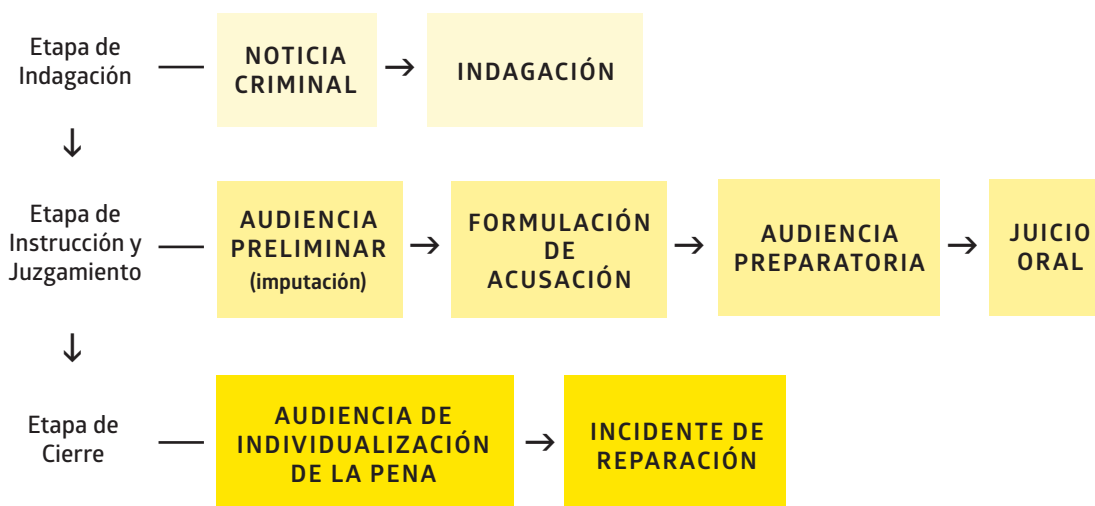 Etapa de
Indagación
NOTICIA
CRIMINAL
INDAGACIÓN
Etapa de
Instrucción y
Juzgamiento
AUDIENCIA
PRELIMINAR
(imputación)
FORMULACIÓN
DE
ACUSACIÓN
AUDIENCIA
PREPARATORIA
JUICIO
ORAL
Etapa de
Cierre
AUDIENCIA DE
INDIVIDUALIZACIÓN
DE LA PENA
INCIDENTE DE
REPARACIÓN